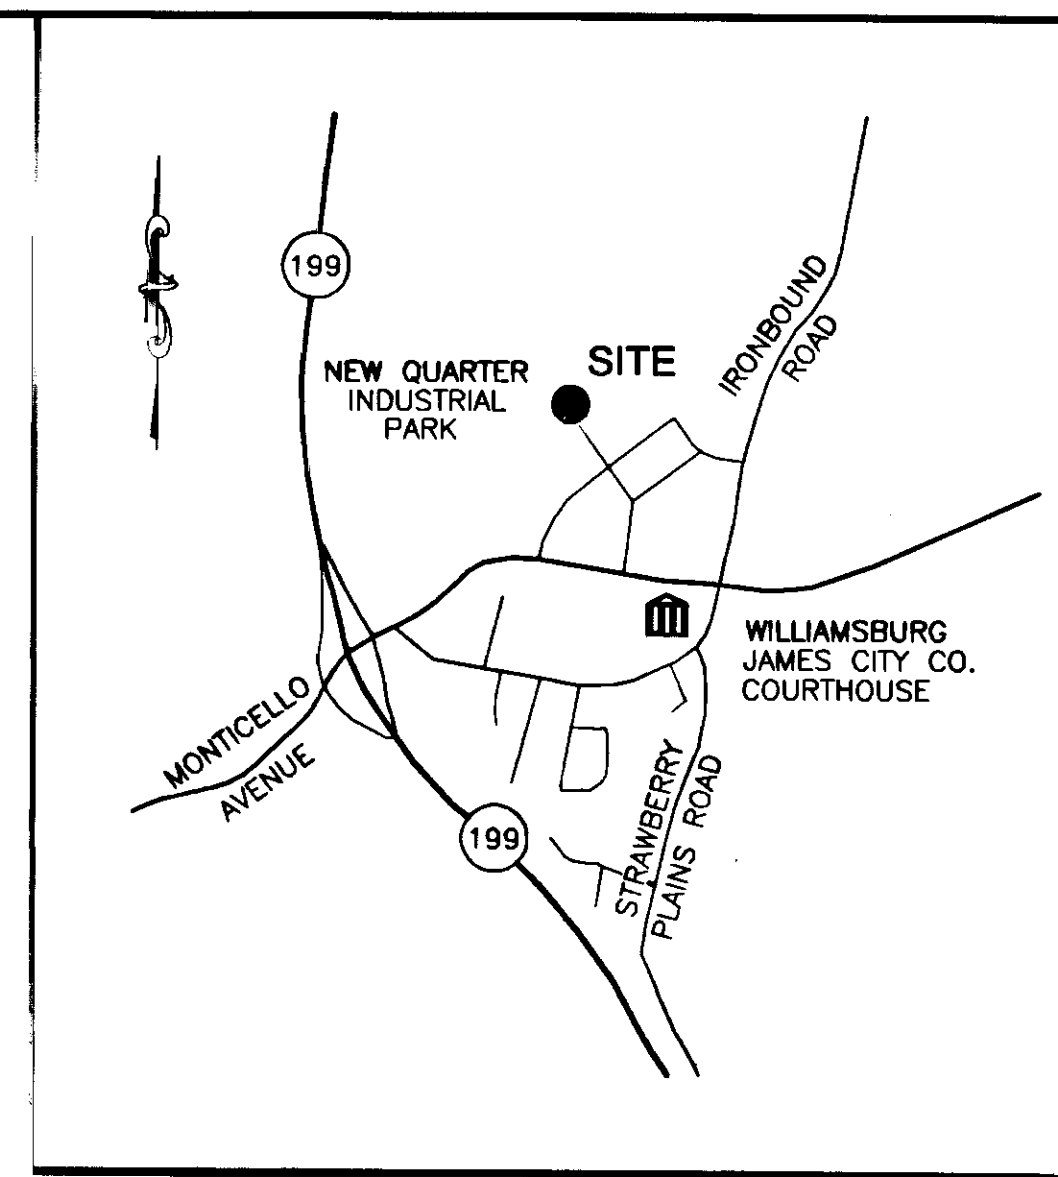 199
SITE
IRONBOUND
ROAD
NEW QUARTER
INDUSTRIAL
PARK
WILLIAMSBURG
JAMES CITY CO.
COURTHOUSE
MONTICELLO
AVENUE
199
STRAWBERRY
PLAINS ROAD